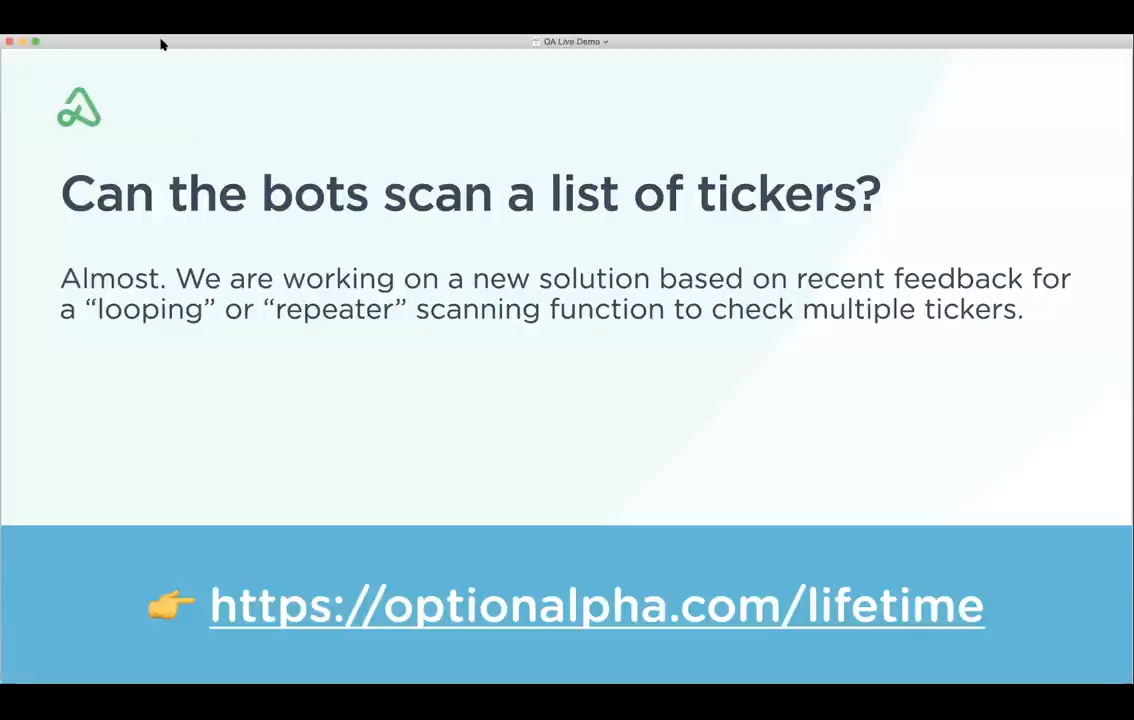 QA Live Demo
Can the bots scan a list of tickers?
Almost. We are working on a new solution based on recent feedback for
a “looping” or “repeater” scanning function to check multiple tickers.
https://optionalpha.com/lifetime